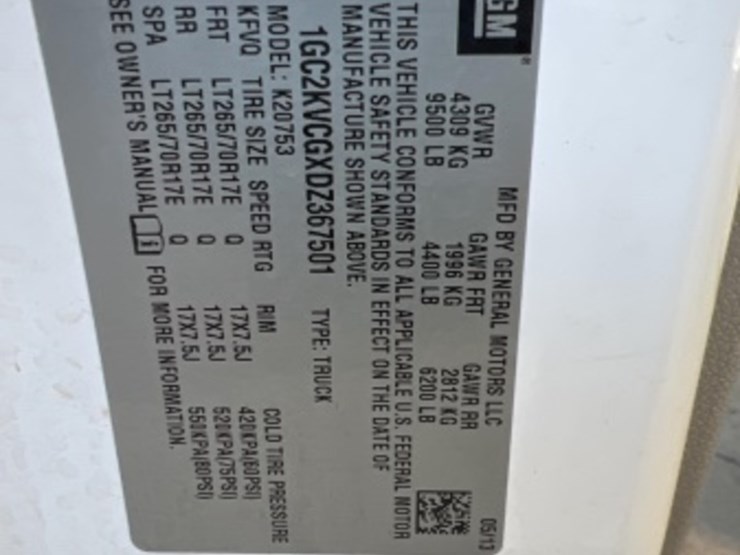 GM
MFD BY GENERAL MOTORS LLC 05/13
GVWR GAWR FRT GAWR RR
4309 KG 1996 KG 2812 KG
9500 LB 4400 LB 6200 LB
THIS VEHICLE CONFORMS TO ALL APPLICABLE U.S. FEDERAL MOTOR
VEHICLE SAFETY STANDARDS IN EFFECT ON THE DATE OF
MANUFACTURE SHOWN ABOVE.
1GC2KVCGXDZ367501 TYPE: TRUCK
MODEL: K20753
KFVQ TIRE SIZE SPEED RTG RIM COLD TIRE PRESSURE
FRT LT265/70R17E Q 17X7.5J 420KPA(60PSI)
RR LT265/70R17E Q 17X7.5J 520KPA(75PSI)
SPA LT265/70R17E Q 17X7.5J 550KPA(80PSI)
SEE OWNER'S MANUAL FOR MORE INFORMATION.